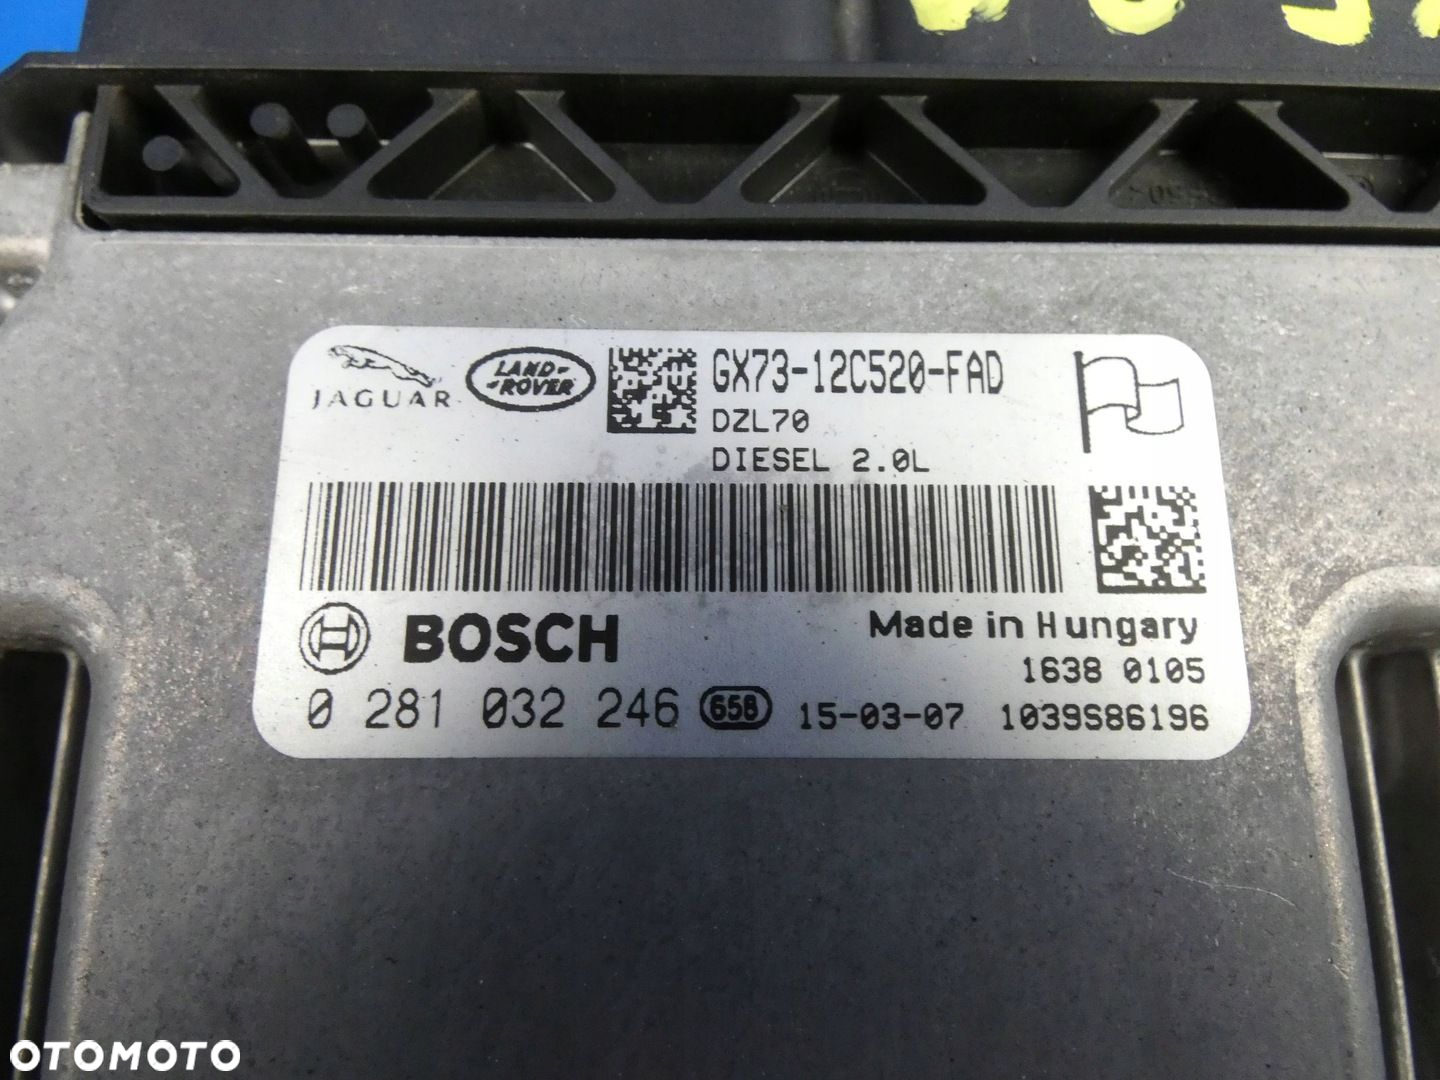 JAGUAR
LAND-
-ROVER
GX73-12C520-FAD
DZL70
DIESEL 2.0L
BOSCH
Made in Hungary
1638 0105
0 281 032 246 658 15-03-07 1039S86196
OTOMOTO